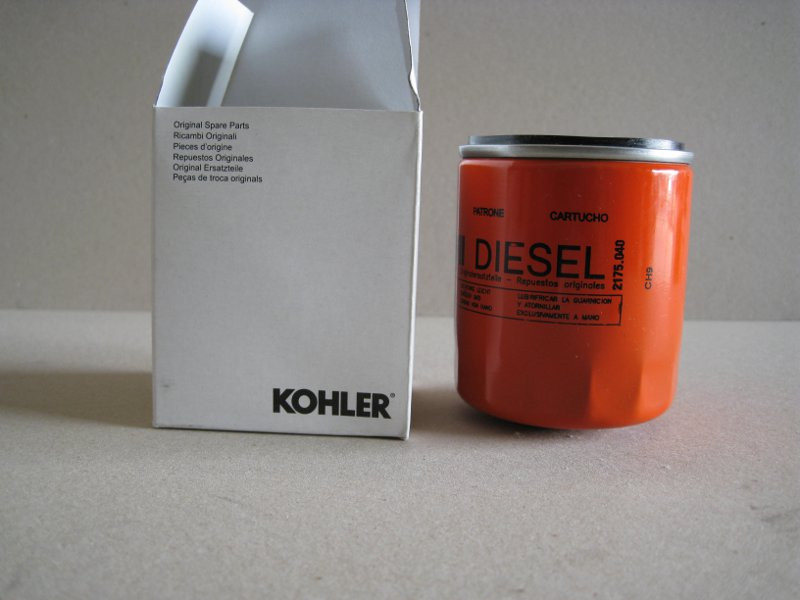 Original Spare Parts
Ricambi Originali
Pieces d'origine
Repuestos Originales
Original Ersatzteile
Peças de troca originals
KOHLER®
PATRONE CARTUCHO
DIESEL
Repuestos originales
2175.040
CH9
LUBRIFRICAR LA GUARNICION
Y ATORNILLAR
EXCLUSIVAMENTE A MANO